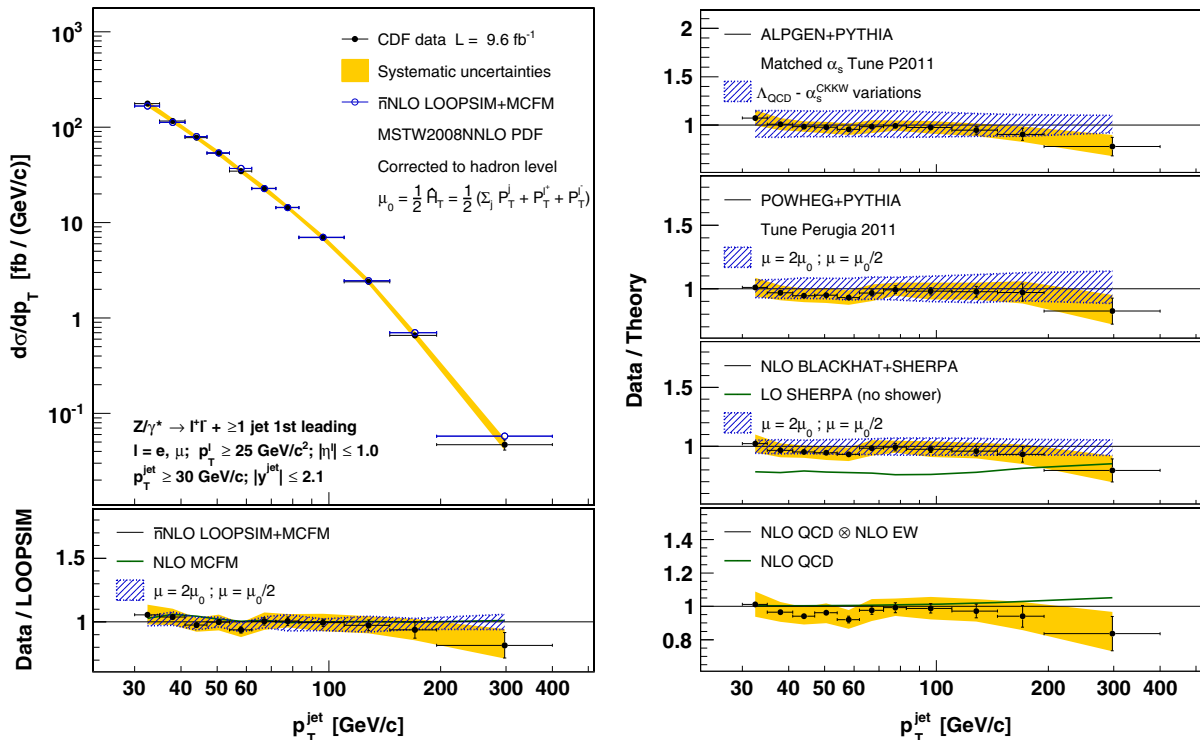 10³
10²
10
1
10⁻¹
dσ/dp_T [fb / (GeV/c)]
CDF data L = 9.6 fb⁻¹
Systematic uncertainties
n̄NLO LOOPSIM+MCFM
MSTW2008NNLO PDF
Corrected to hadron level
μ₀ = 1/2 Ĥ_T = 1/2 (Σ_j P_T^j + P_T^l⁺ + P_T^l⁻)
Z/γ* → l⁺l⁻ + ≥1 jet 1st leading
l = e, μ; p_T^l ≥ 25 GeV/c²; |η^l| ≤ 1.0
p_T^jet ≥ 30 GeV/c; |y^jet| ≤ 2.1
Data / LOOPSIM
1.5
1
n̄NLO LOOPSIM+MCFM
NLO MCFM
μ = 2μ₀ ; μ = μ₀/2
30 40 50 60 100 200 300 400
p_T^jet [GeV/c]
Data / Theory
2
1.5
1
ALPGEN+PYTHIA
Matched α_s Tune P2011
Λ_QCD - α_s^CKKW variations
1.5
1
POWHEG+PYTHIA
Tune Perugia 2011
μ = 2μ₀ ; μ = μ₀/2
1.5
1
NLO BLACKHAT+SHERPA
LO SHERPA (no shower)
μ = 2μ₀ ; μ = μ₀/2
1.4
1.2
1
0.8
NLO QCD ⊗ NLO EW
NLO QCD
30 40 50 60 100 200 300 400
p_T^jet [GeV/c]